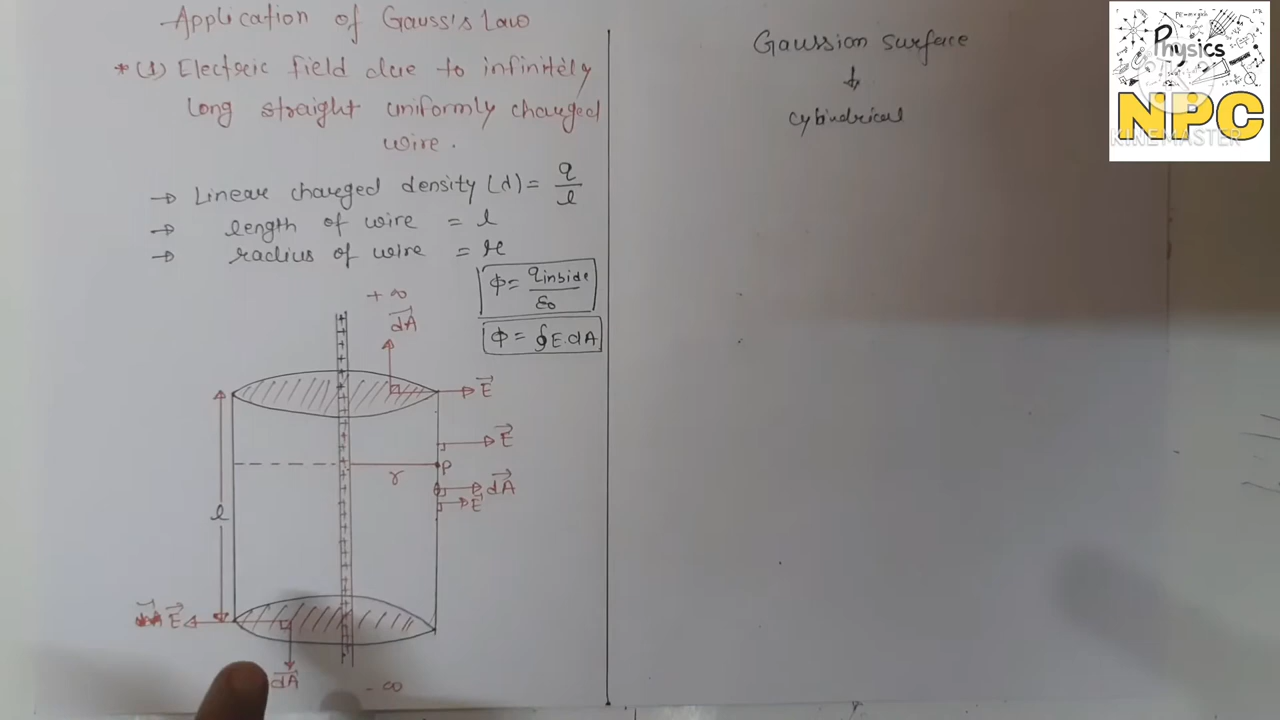 Application of Gauss's Law
*(1) Electric field due to infinitely
long straight uniformly charged
wire.
→ Linear charged density (λ) = q/l
→ length of wire = l
→ radius of wire = r
Φ = qinside/ε0
Φ = ∮E.dA
+ ∞
dA
E
E
r
P
dA
E
l
E
dA
- ∞
Gaussion surface
↓
cylindrical
Physics
NPC
KINEMASTER